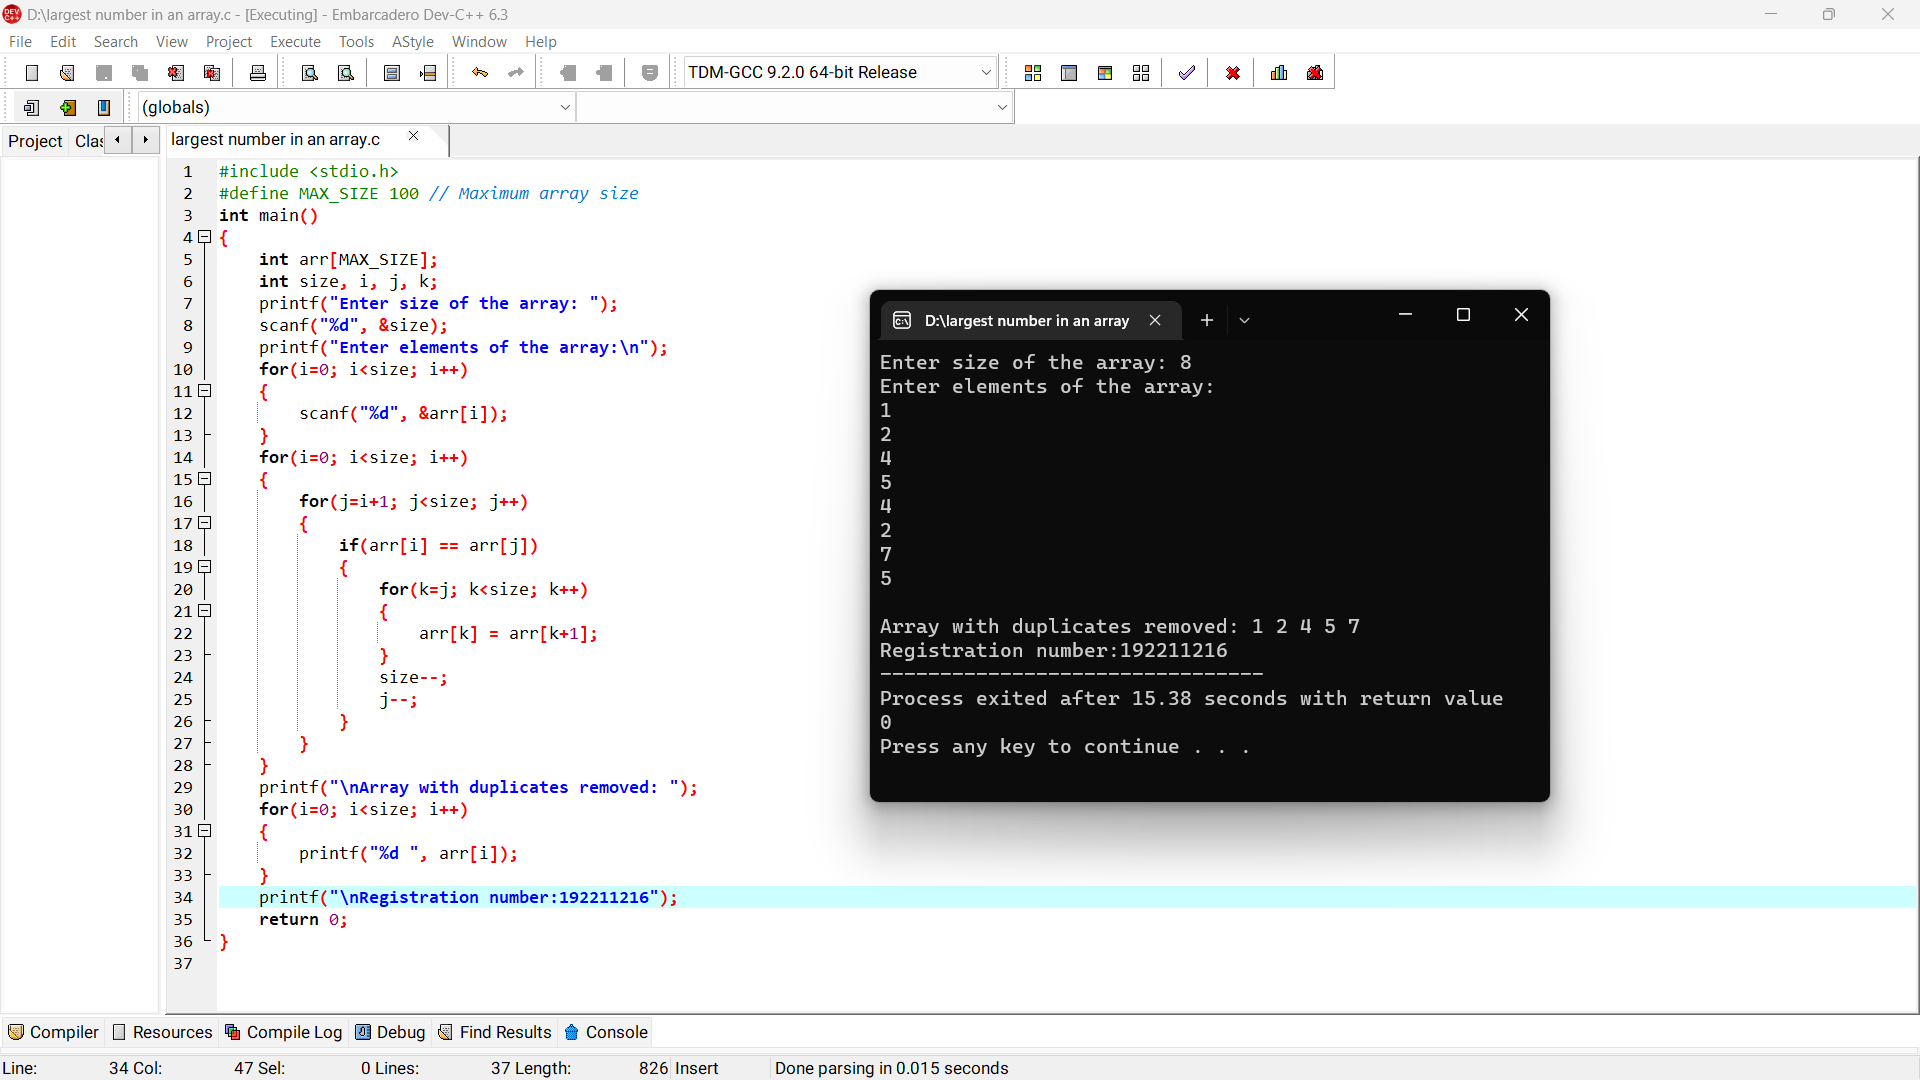 D:\largest number in an array.c - [Executing] - Embarcadero Dev-C++ 6.3
File Edit Search View Project Execute Tools AStyle Window Help
TDM-GCC 9.2.0 64-bit Release
(globals)
Project Clas largest number in an array.c
1 #include <stdio.h>
2 #define MAX_SIZE 100 // Maximum array size
3 int main()
4 {
5 int arr[MAX_SIZE];
6 int size, i, j, k;
7 printf("Enter size of the array: ");
8 scanf("%d", &size);
9 printf("Enter elements of the array:\n");
10 for(i=0; i<size; i++)
11 {
12 scanf("%d", &arr[i]);
13 }
14 for(i=0; i<size; i++)
15 {
16 for(j=i+1; j<size; j++)
17 {
18 if(arr[i] == arr[j])
19 {
20 for(k=j; k<size; k++)
21 {
22 arr[k] = arr[k+1];
23 }
24 size--;
25 j--;
26 }
27 }
28 }
29 printf("\nArray with duplicates removed: ");
30 for(i=0; i<size; i++)
31 {
32 printf("%d ", arr[i]);
33 }
34 printf("\nRegistration number:192211216");
35 return 0;
36 }
37
D:\largest number in an array
Enter size of the array: 8
Enter elements of the array:
1
2
4
5
4
2
7
5
Array with duplicates removed: 1 2 4 5 7
Registration number:192211216
--------------------------------
Process exited after 15.38 seconds with return value
0
Press any key to continue . . .
Compiler Resources Compile Log Debug Find Results Console
Line: 34 Col: 47 Sel: 0 Lines: 37 Length: 826 Insert Done parsing in 0.015 seconds